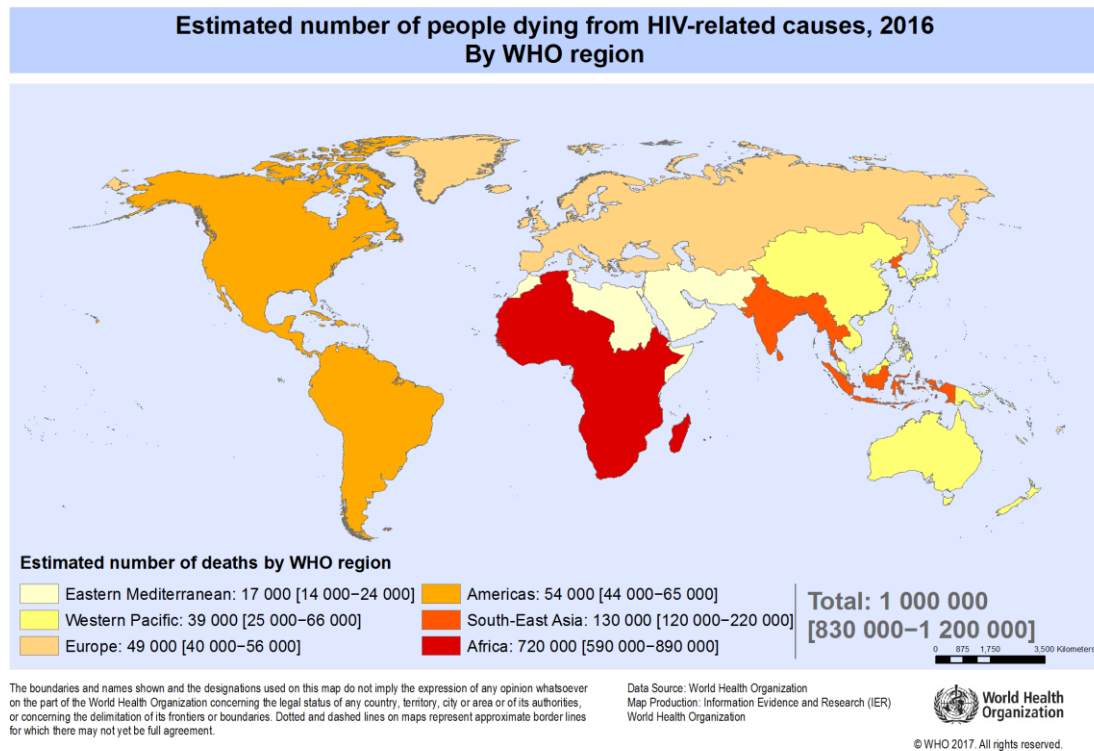 Estimated number of people dying from HIV-related causes, 2016
By WHO region
Estimated number of deaths by WHO region
Eastern Mediterranean: 17 000 [14 000–24 000]
Western Pacific: 39 000 [25 000–66 000]
Europe: 49 000 [40 000–56 000]
Americas: 54 000 [44 000–65 000]
South-East Asia: 130 000 [120 000–220 000]
Africa: 720 000 [590 000–890 000]
Total: 1 000 000
[830 000–1 200 000]
0 875 1,750 3,500 Kilometers
The boundaries and names shown and the designations used on this map do not imply the expression of any opinion whatsoever
on the part of the World Health Organization concerning the legal status of any country, territory, city or area or of its authorities,
or concerning the delimitation of its frontiers or boundaries. Dotted and dashed lines on maps represent approximate border lines
for which there may not yet be full agreement.
Data Source: World Health Organization
Map Production: Information Evidence and Research (IER)
World Health Organization
World Health
Organization
© WHO 2017. All rights reserved.